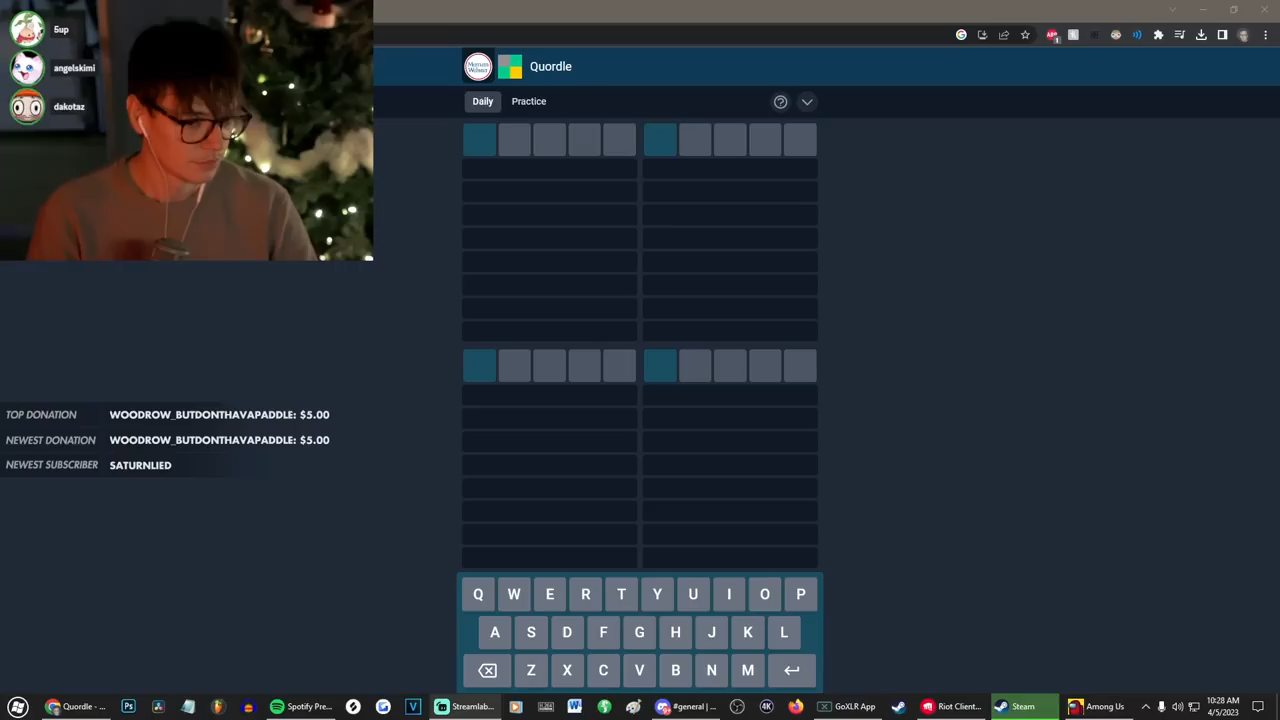 5up
angelskimi
dakotaz
Quordle
Daily
Practice
TOP DONATION WOODROW_BUTDONTHAVAPADDLE: $5.00
NEWEST DONATION WOODROW_BUTDONTHAVAPADDLE: $5.00
NEWEST SUBSCRIBER SATURNLIED
Q W E R T Y U I O P
A S D F G H J K L
Z X C V B N M
Quordle - ...
Spotify Pre...
Streamlab...
#general | ...
GoXLR App
Riot Client...
Steam
Among Us
10:28 AM
4/5/2023